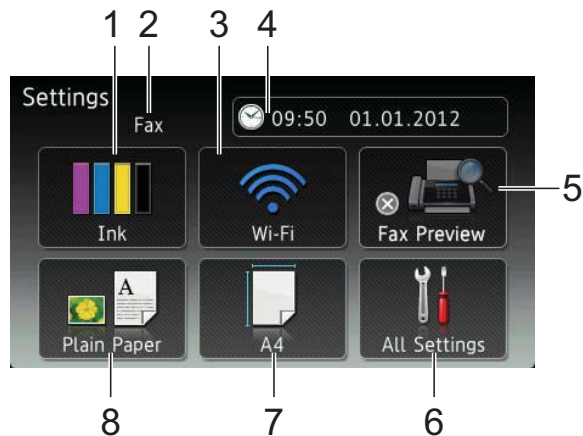 1 2 3 4
Settings
Fax
09:50 01.01.2012
5
Ink Wi-Fi Fax Preview
A
Plain Paper A4 All Settings
8 7 6